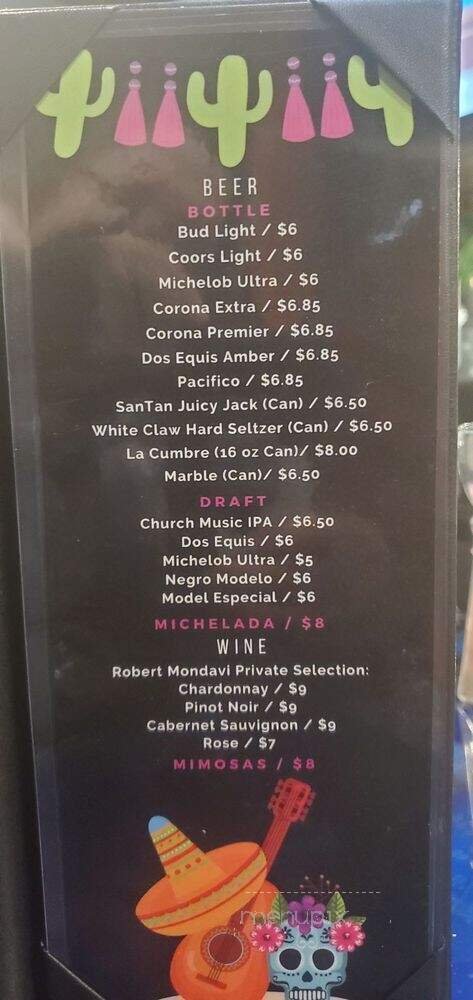 BEER
BOTTLE
Bud Light / $6
Coors Light / $6
Michelob Ultra / $6
Corona Extra / $6.85
Corona Premier / $6.85
Dos Equis Amber / $6.85
Pacifico / $6.85
SanTan Juicy Jack (Can) / $6.50
White Claw Hard Seltzer (Can) / $6.50
La Cumbre (16 oz Can)/ $8.00
Marble (Can)/ $6.50
DRAFT
Church Music IPA / $6.50
Dos Equis / $6
Michelob Ultra / $5
Negro Modelo / $6
Model Especial / $6
MICHELADA / $8
WINE
Robert Mondavi Private Selection:
Chardonnay / $9
Pinot Noir / $9
Cabernet Sauvignon / $9
Rose / $7
MIMOSAS / $8